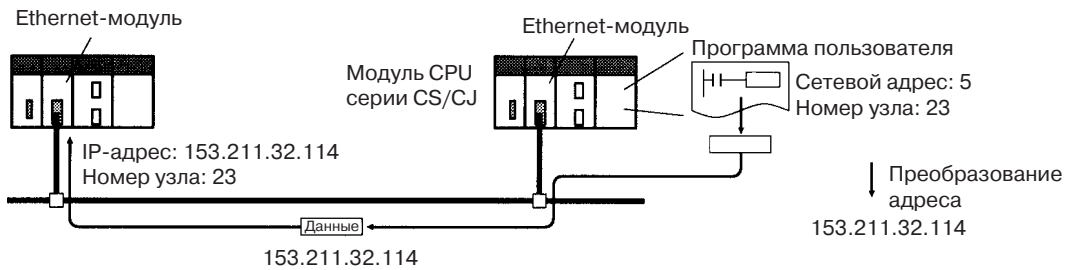 Ethernet-модуль
Ethernet-модуль
Программа пользователя
Модуль CPU
серии CS/CJ
Сетевой адрес: 5
Номер узла: 23
IP-адрес: 153.211.32.114
Номер узла: 23
Преобразование
адреса
153.211.32.114
Данные
153.211.32.114